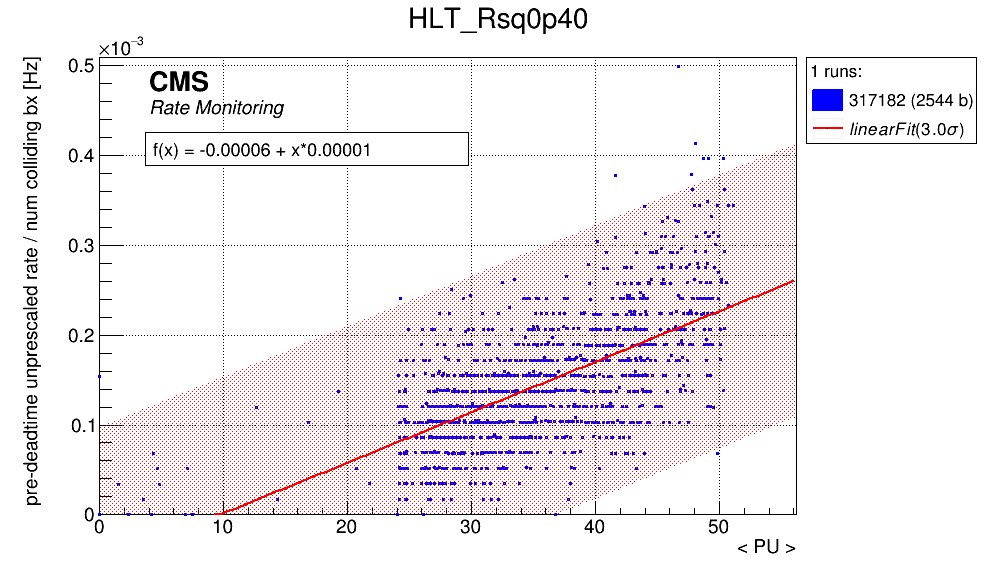 HLT_Rsq0p40
×10⁻³
pre-deadtime unprescaled rate / num colliding bx [Hz]
0.5
0.4
0.3
0.2
0.1
0
CMS
Rate Monitoring
f(x) = -0.00006 + x*0.00001
0 10 20 30 40 50
< PU >
1 runs:
317182 (2544 b)
linearFit(3.0σ)